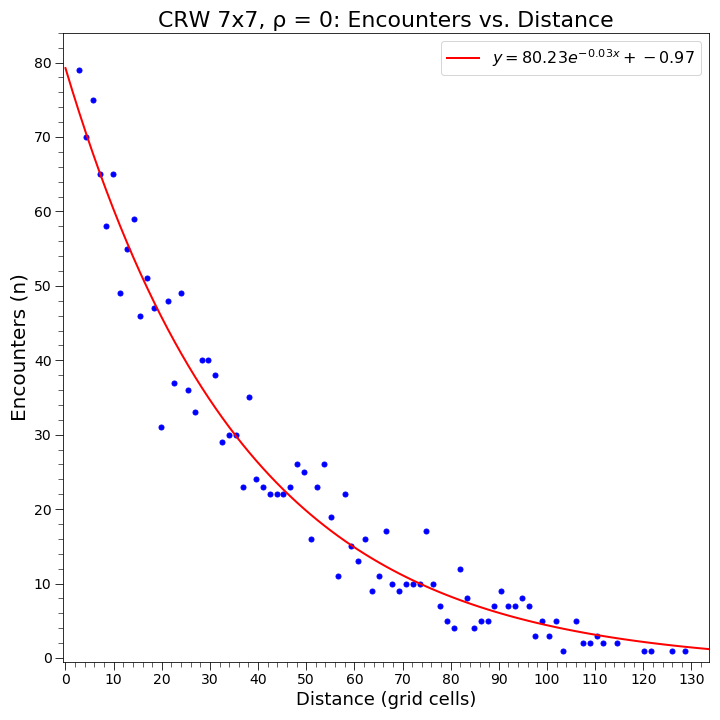 CRW 7x7, ρ = 0: Encounters vs. Distance
y = 80.23e^{-0.03x} + -0.97
Encounters (n)
80
70
60
50
40
30
20
10
0
0 10 20 30 40 50 60 70 80 90 100 110 120 130
Distance (grid cells)